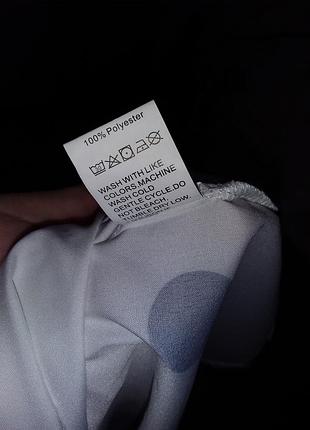 100% Polyester
WASH WITH LIKE
COLORS.MACHINE
WASH COLD
GENTLE CYCLE.DO
NOT BLEACH.
TUMBLE DRY LOW.